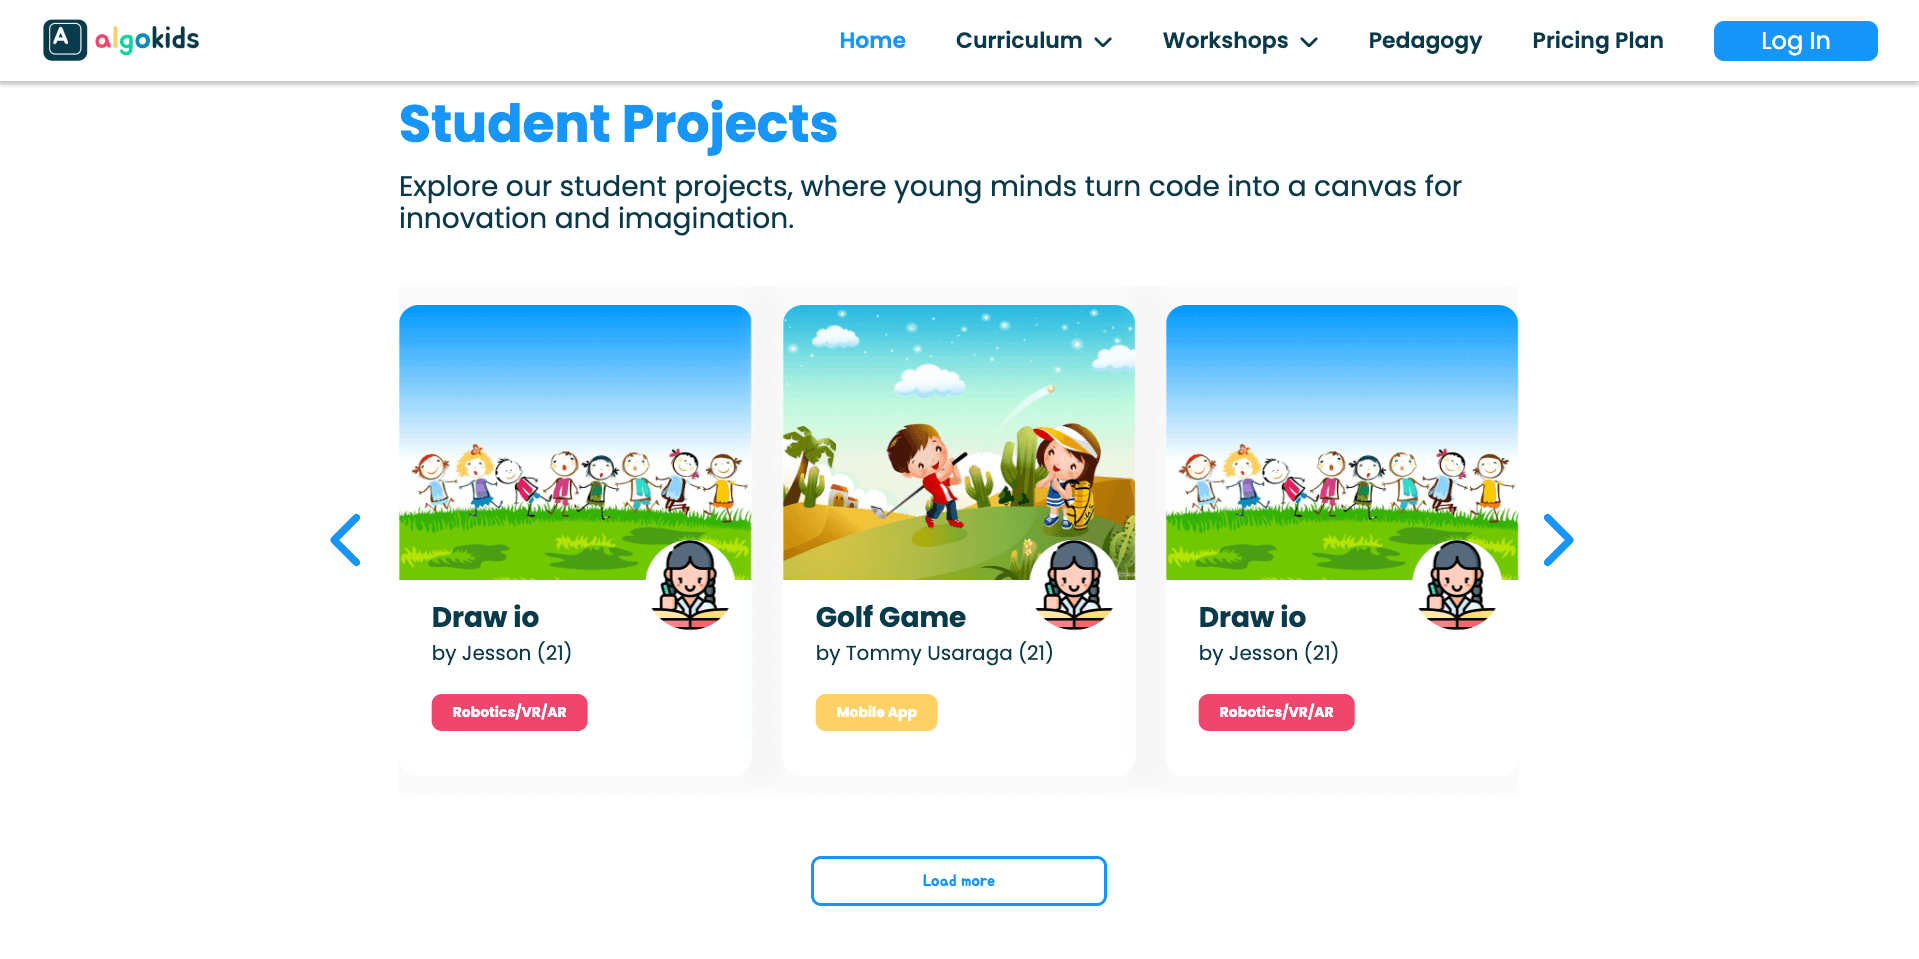 A algokids
Home Curriculum Workshops Pedagogy Pricing Plan Log In
Student Projects
Explore our student projects, where young minds turn code into a canvas for
innovation and imagination.
Draw io
by Jesson (21)
Robotics/VR/AR
Golf Game
by Tommy Usaraga (21)
Mobile App
Draw io
by Jesson (21)
Robotics/VR/AR
Load more